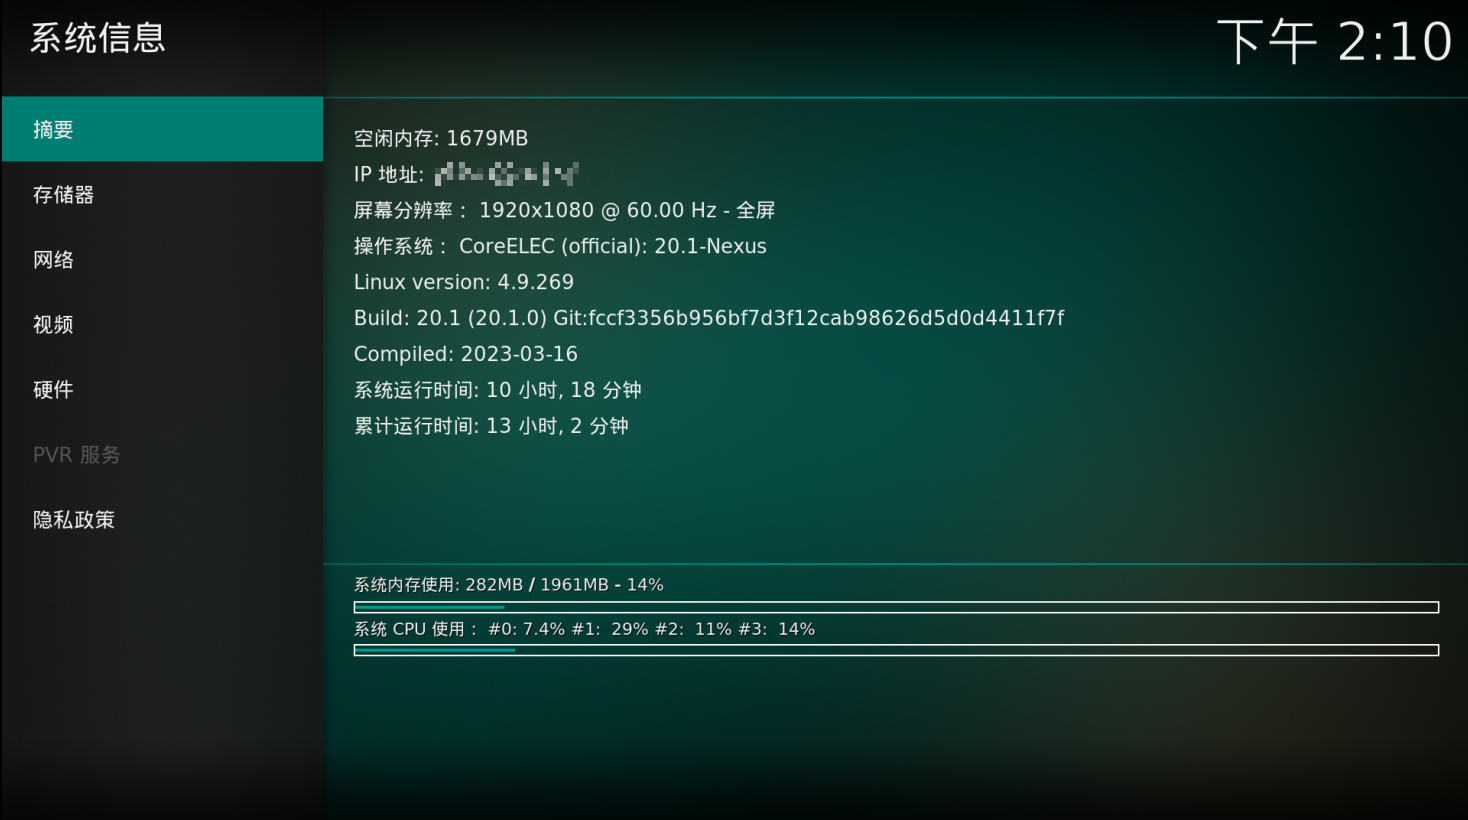 系统信息
下午 2:10
摘要
存储器
网络
视频
硬件
PVR 服务
隐私政策
空闲内存: 1679MB
IP 地址:
屏幕分辨率： 1920x1080 @ 60.00 Hz - 全屏
操作系统： CoreELEC (official): 20.1-Nexus
Linux version: 4.9.269
Build: 20.1 (20.1.0) Git:fccf3356b956bf7d3f12cab98626d5d0d4411f7f
Compiled: 2023-03-16
系统运行时间: 10 小时, 18 分钟
累计运行时间: 13 小时, 2 分钟
系统内存使用: 282MB / 1961MB - 14%
系统 CPU 使用： #0: 7.4% #1: 29% #2: 11% #3: 14%